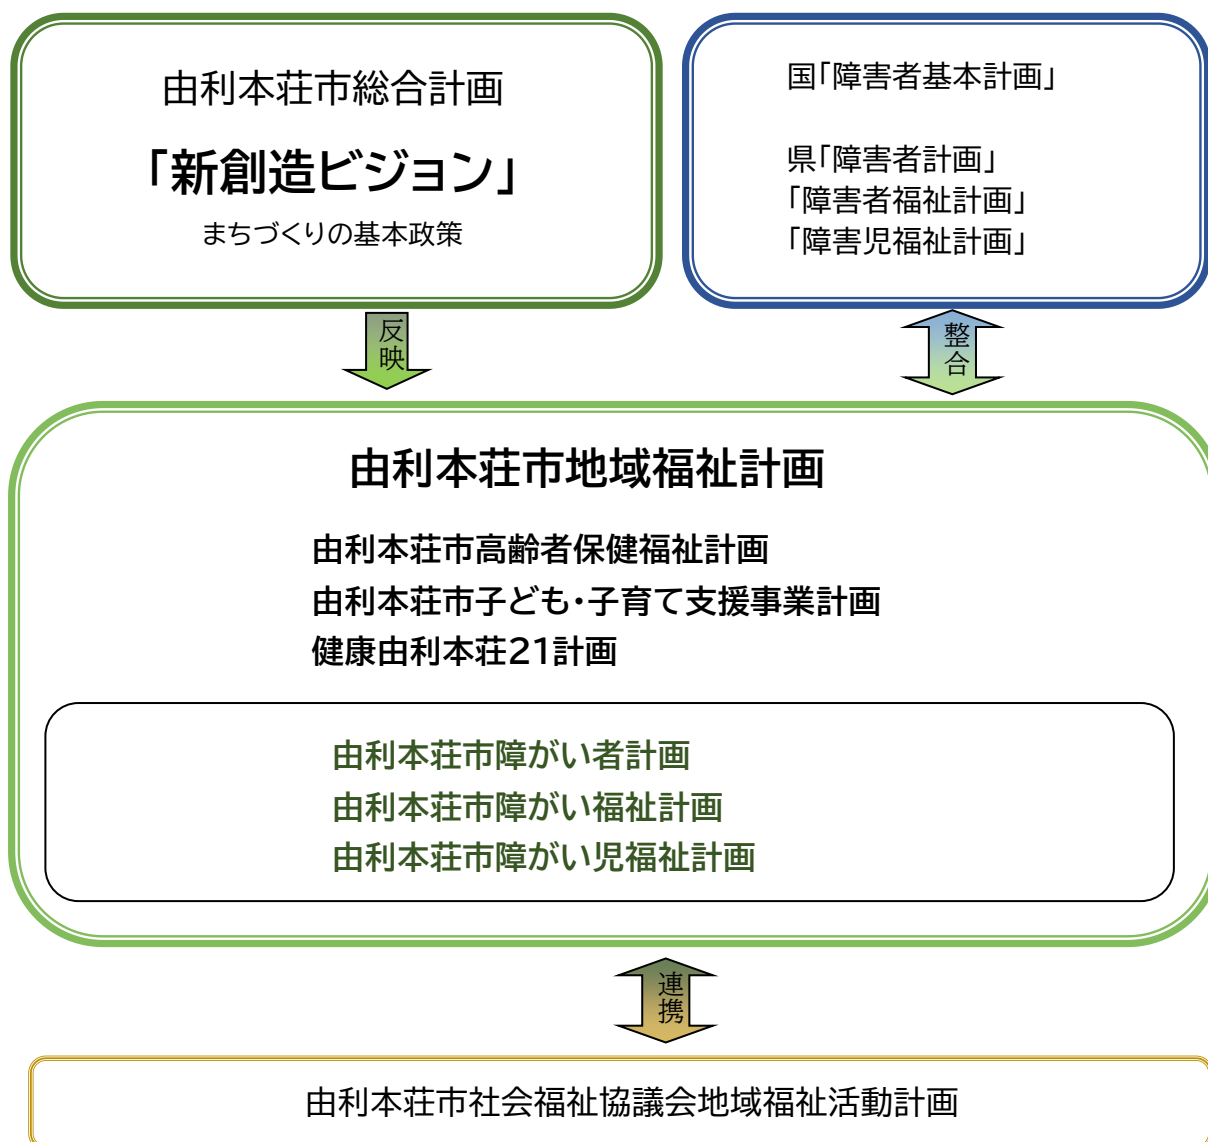 由利本荘市総合計画
「新創造ビジョン」
まちづくりの基本政策
国「障害者基本計画」
県「障害者計画」
「障害者福祉計画」
「障害児福祉計画」
反映
整合
由利本荘市地域福祉計画
由利本荘市高齢者保健福祉計画
由利本荘市子ども・子育て支援事業計画
健康由利本荘21計画
由利本荘市障がい者計画
由利本荘市障がい福祉計画
由利本荘市障がい児福祉計画
連携
由利本荘市社会福祉協議会地域福祉活動計画